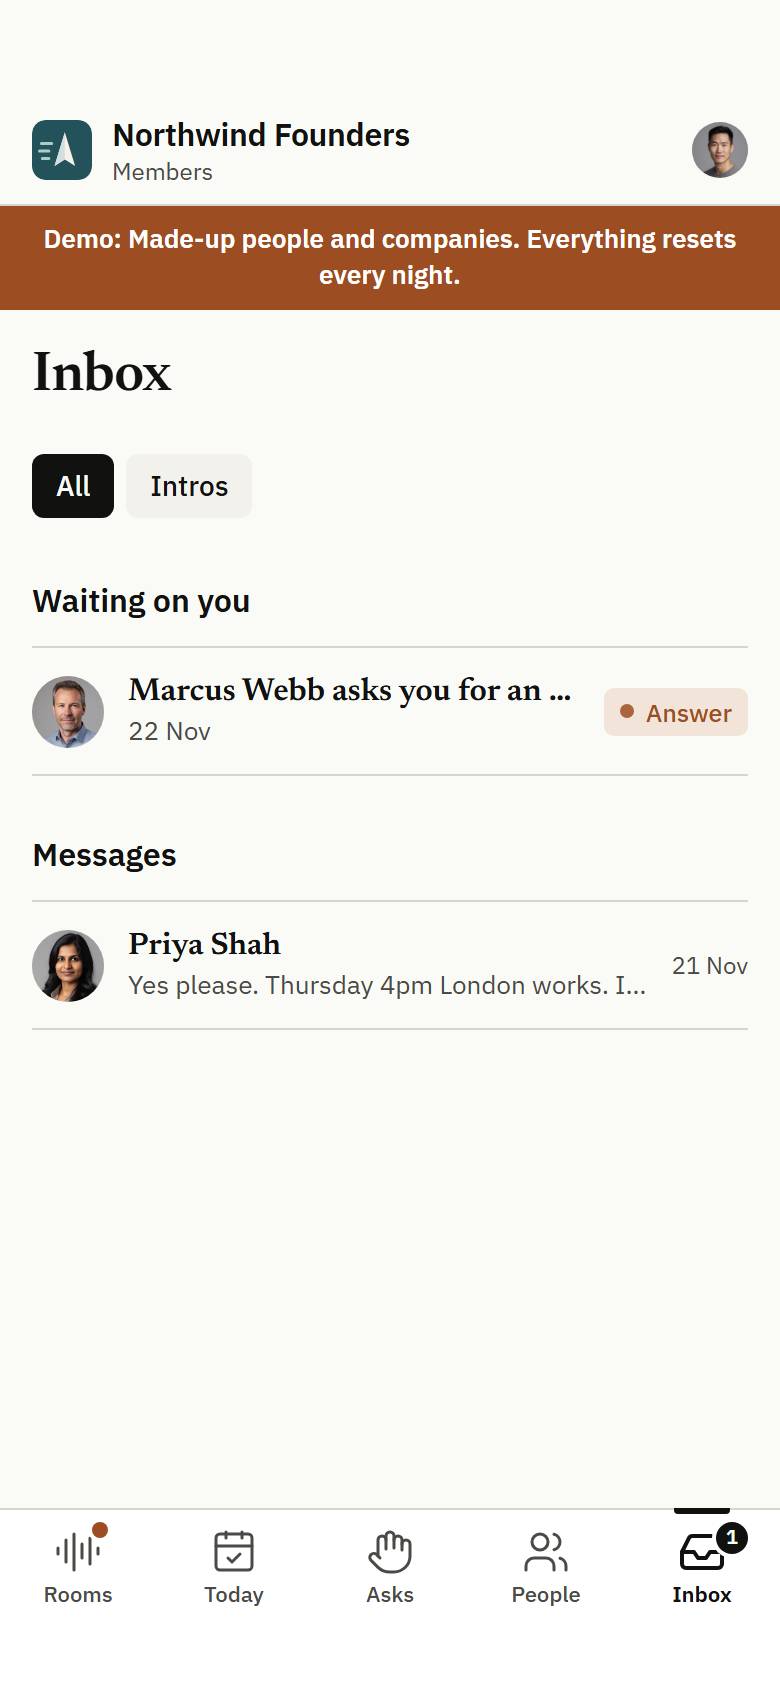 Northwind Founders
Members
Demo: Made-up people and companies. Everything resets
every night.
Inbox
All
Intros
Waiting on you
Marcus Webb asks you for an ...
22 Nov
Answer
Messages
Priya Shah
Yes please. Thursday 4pm London works. I...
21 Nov
1
Rooms
Today
Asks
People
Inbox